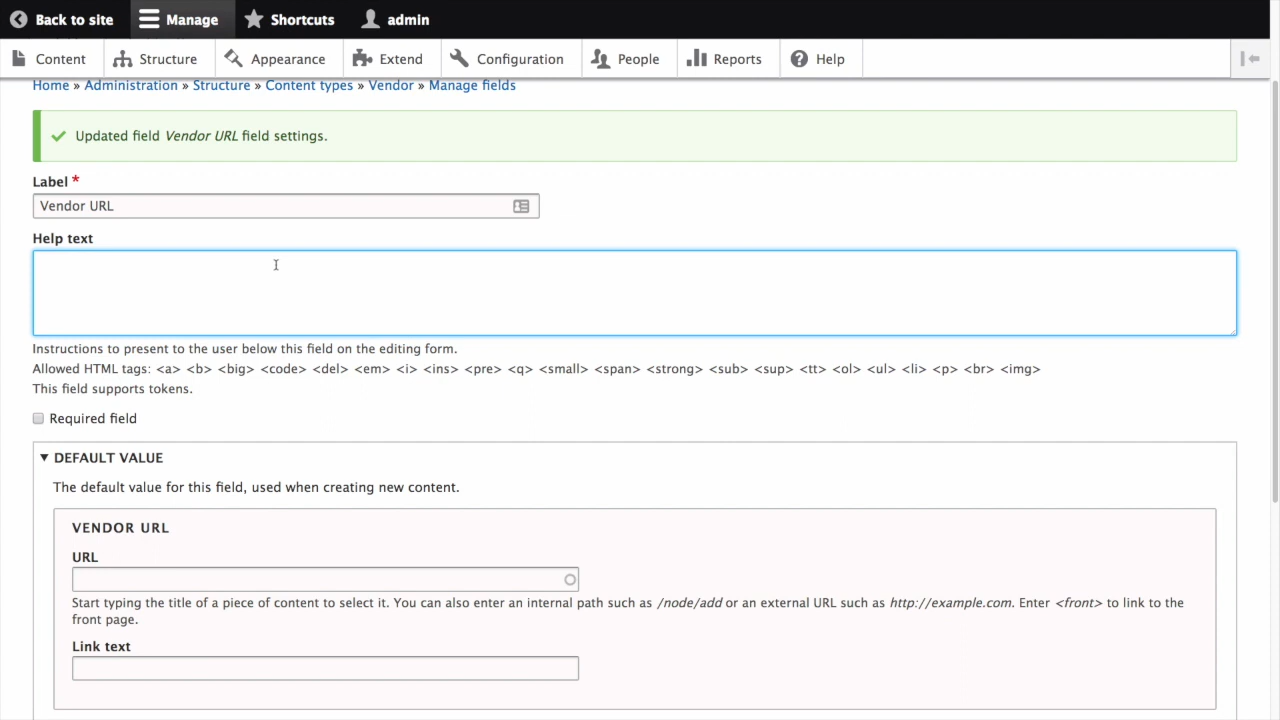 Back to site Manage Shortcuts admin
Content Structure Appearance Extend Configuration People Reports Help
Home » Administration » Structure » Content types » Vendor » Manage fields
Updated field Vendor URL field settings.
Label *
Vendor URL
Help text
Instructions to present to the user below this field on the editing form.
Allowed HTML tags: <a> <b> <big> <code> <del> <em> <i> <ins> <pre> <q> <small> <span> <strong> <sub> <sup> <tt> <ol> <ul> <li> <p> <br> <img>
This field supports tokens.
Required field
DEFAULT VALUE
The default value for this field, used when creating new content.
VENDOR URL
URL
Start typing the title of a piece of content to select it. You can also enter an internal path such as /node/add or an external URL such as http://example.com. Enter <front> to link to the
front page.
Link text